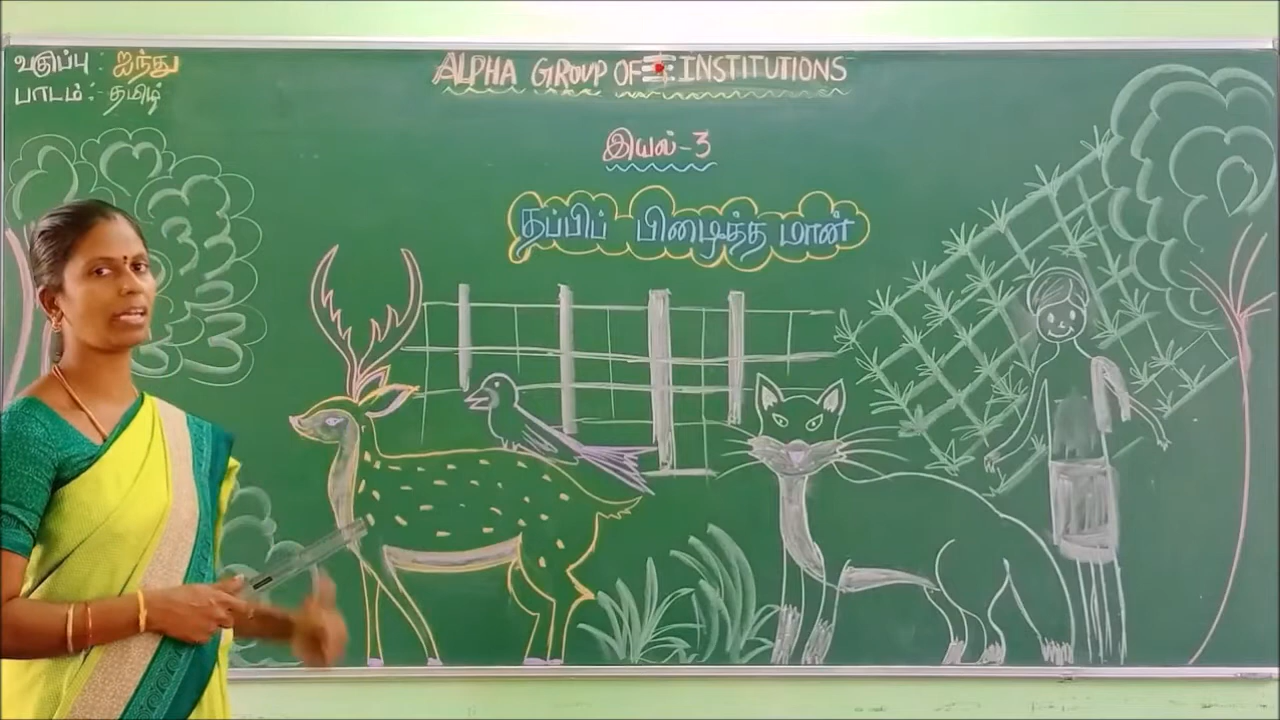 வகுப்பு : ஐந்து
பாடம் :- தமிழ்
ALPHA GROUP OF INSTITUTIONS
இயல் - 3
தப்பிப் பிழைத்த மான்